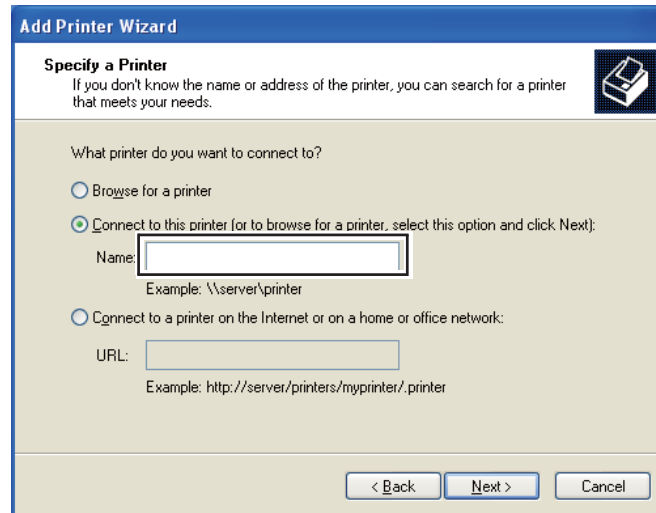 Add Printer Wizard
Specify a Printer
If you don't know the name or address of the printer, you can search for a printer
that meets your needs.
What printer do you want to connect to?
Browse for a printer
Connect to this printer (or to browse for a printer, select this option and click Next):
Name:
Example: \\server\printer
Connect to a printer on the Internet or on a home or office network:
URL:
Example: http://server/printers/myprinter/.printer
< Back Next > Cancel